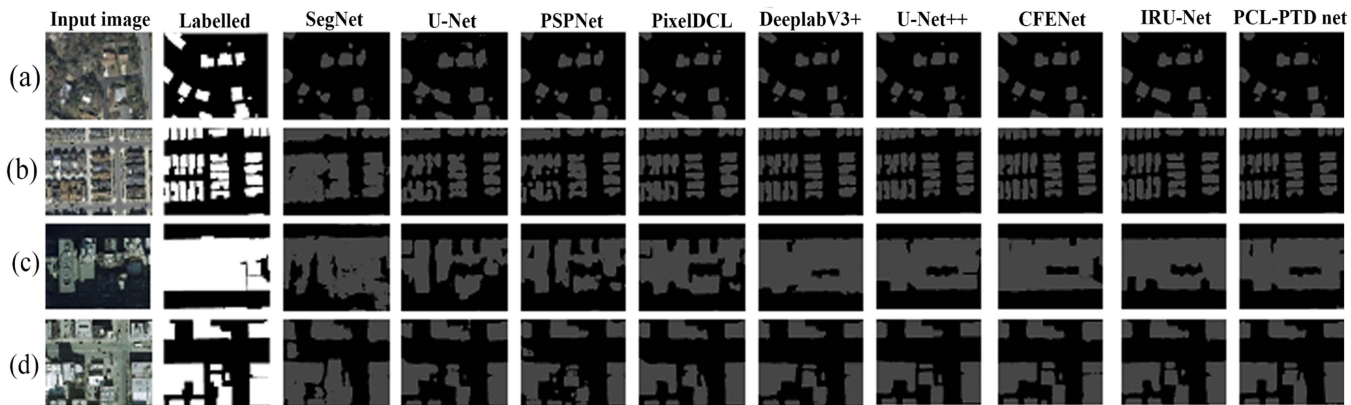 Input image Labelled SegNet U-Net PSPNet PixelDCL DeeplabV3+ U-Net++ CFENet IRU-Net PCL-PTD net
(a)
(b)
(c)
(d)